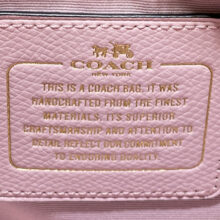 COACH
NEW YORK
THIS IS A COACH BAG. IT WAS
HANDCRAFTED FROM THE FINEST
MATERIALS. ITS SUPERIOR
CRAFTSMANSHIP AND ATTENTION TO
DETAIL REFLECT OUR COMMITMENT
TO ENDURING QUALITY.